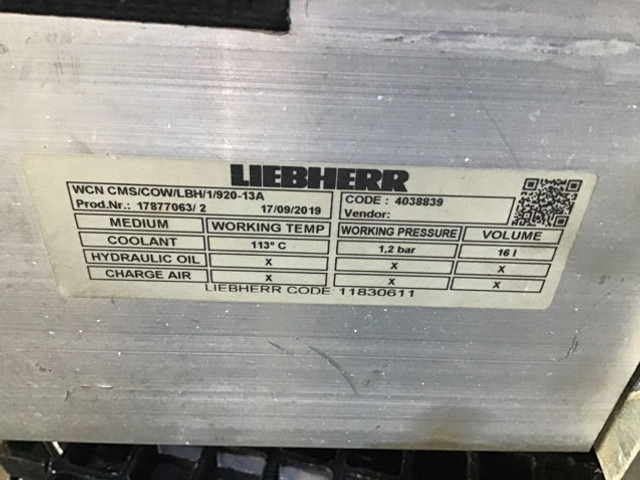 LIEBHERR
WCN CMS/COW/LBH/1/920-13A
Prod.Nr.: 17877063/ 2 17/09/2019
CODE : 4038839
Vendor:
MEDIUM WORKING TEMP WORKING PRESSURE VOLUME
COOLANT 113° C 1,2 bar 16 l
HYDRAULIC OIL X X X
CHARGE AIR X X X
LIEBHERR CODE: 11830611